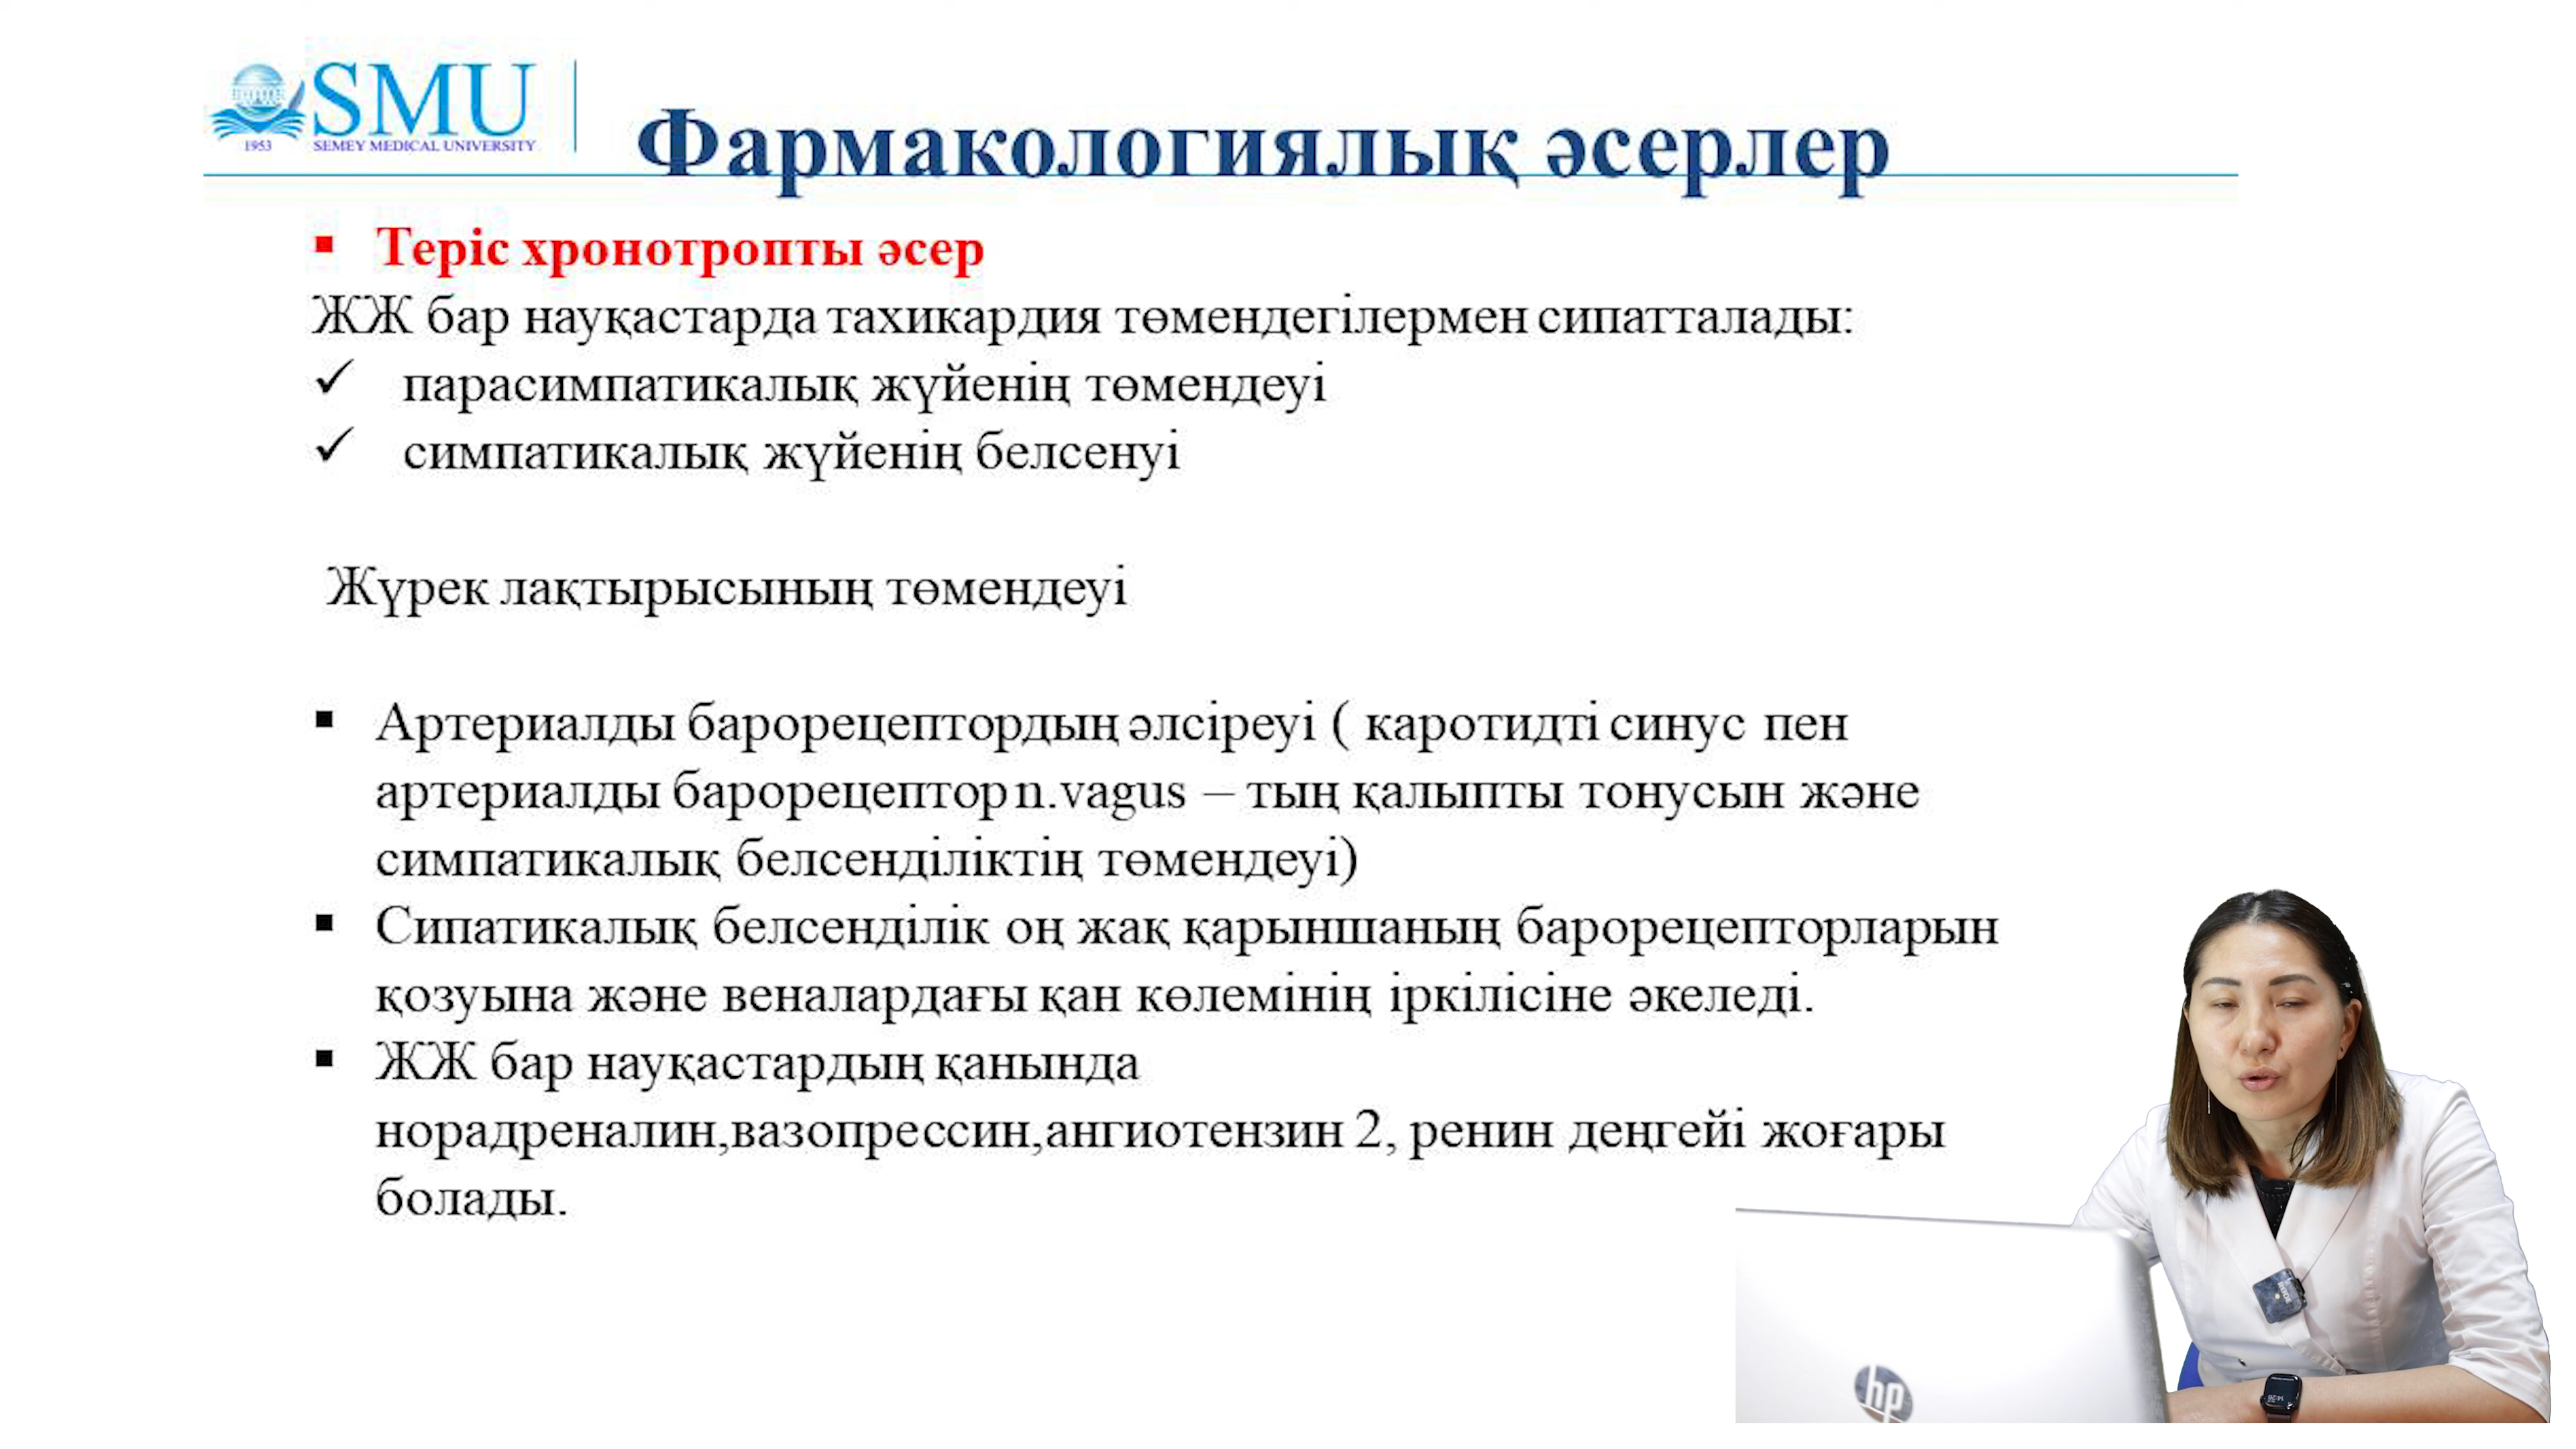 SMU
1953 SEMEY MEDICAL UNIVERSITY
Фармакологиялық әсерлер
▪ Теріс хронотропты әсер
ЖЖ бар науқастарда тахикардия төмендегілермен сипатталады:
✓ парасимпатикалық жүйенің төмендеуі
✓ симпатикалық жүйенің белсенуі
Жүрек лақтырысының төмендеуі
▪ Артериалды барорецептордың әлсіреуі ( каротидті синус пен
артериалды барорецептор n.vagus – тың қалыпты тонусын және
симпатикалық белсенділіктің төмендеуі)
▪ Сипатикалық белсенділік оң жақ қарыншаның барорецепторларын
қозуына және веналардағы қан көлемінің іркілісіне әкеледі.
▪ ЖЖ бар науқастардың қанында
норадреналин,вазопрессин,ангиотензин 2, ренин деңгейі жоғары
болады.
hp